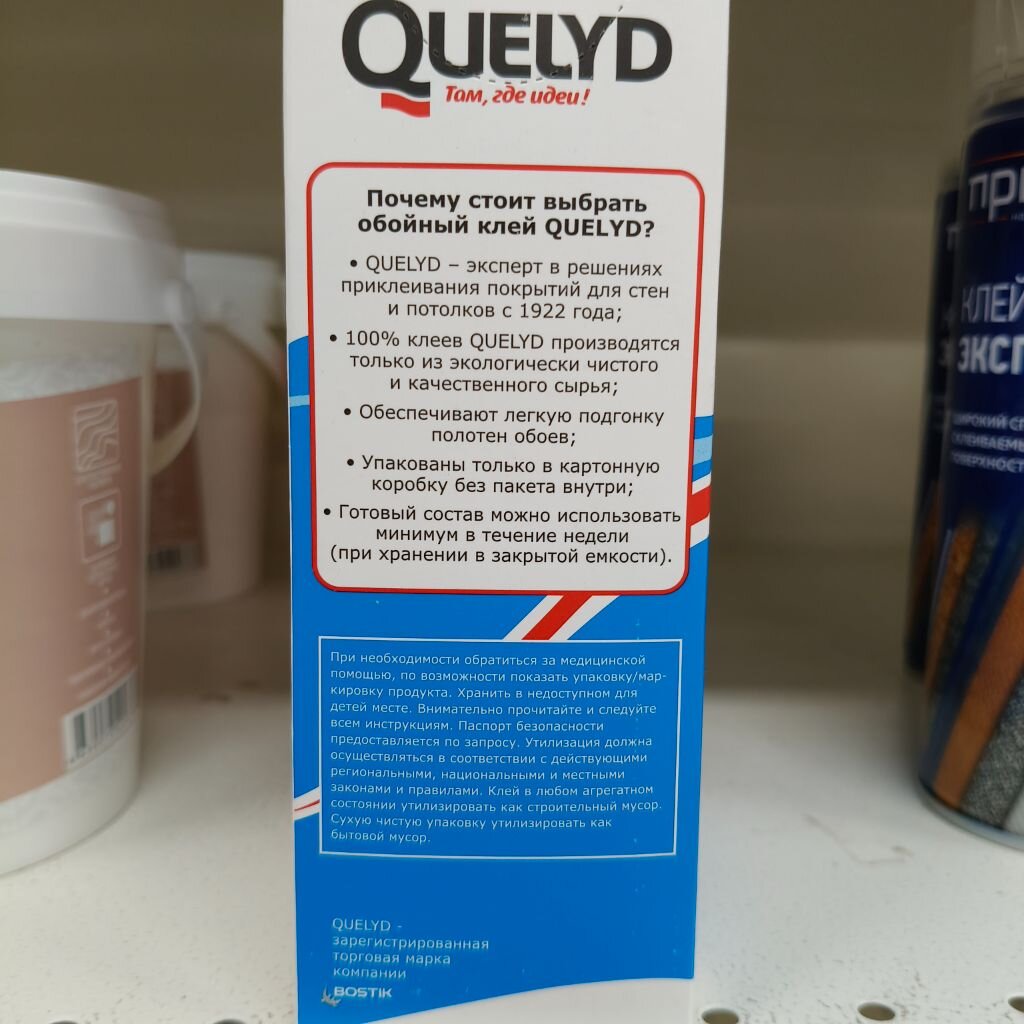 QUELYD
Там, где идеи!
Почему стоит выбрать
обойный клей QUELYD?
• QUELYD – эксперт в решениях
приклеивания покрытий для стен
и потолков с 1922 года;
• 100% клеев QUELYD производятся
только из экологически чистого
и качественного сырья;
• Обеспечивают легкую подгонку
полотен обоев;
• Упакованы только в картонную
коробку без пакета внутри;
• Готовый состав можно использовать
минимум в течение недели
(при хранении в закрытой емкости).
При необходимости обратиться за медицинской
помощью, по возможности показать упаковку/мар-
кировку продукта. Хранить в недоступном для
детей месте. Внимательно прочитайте и следуйте
всем инструкциям. Паспорт безопасности
предоставляется по запросу. Утилизация должна
осуществляться в соответствии с действующими
региональными, национальными и местными
законами и правилами. Клей в любом агрегатном
состоянии утилизировать как строительный мусор.
Сухую чистую упаковку утилизировать как
бытовой мусор.
QUELYD -
зарегистрированная
торговая марка
компании
BOSTIK
КЛЕЙ